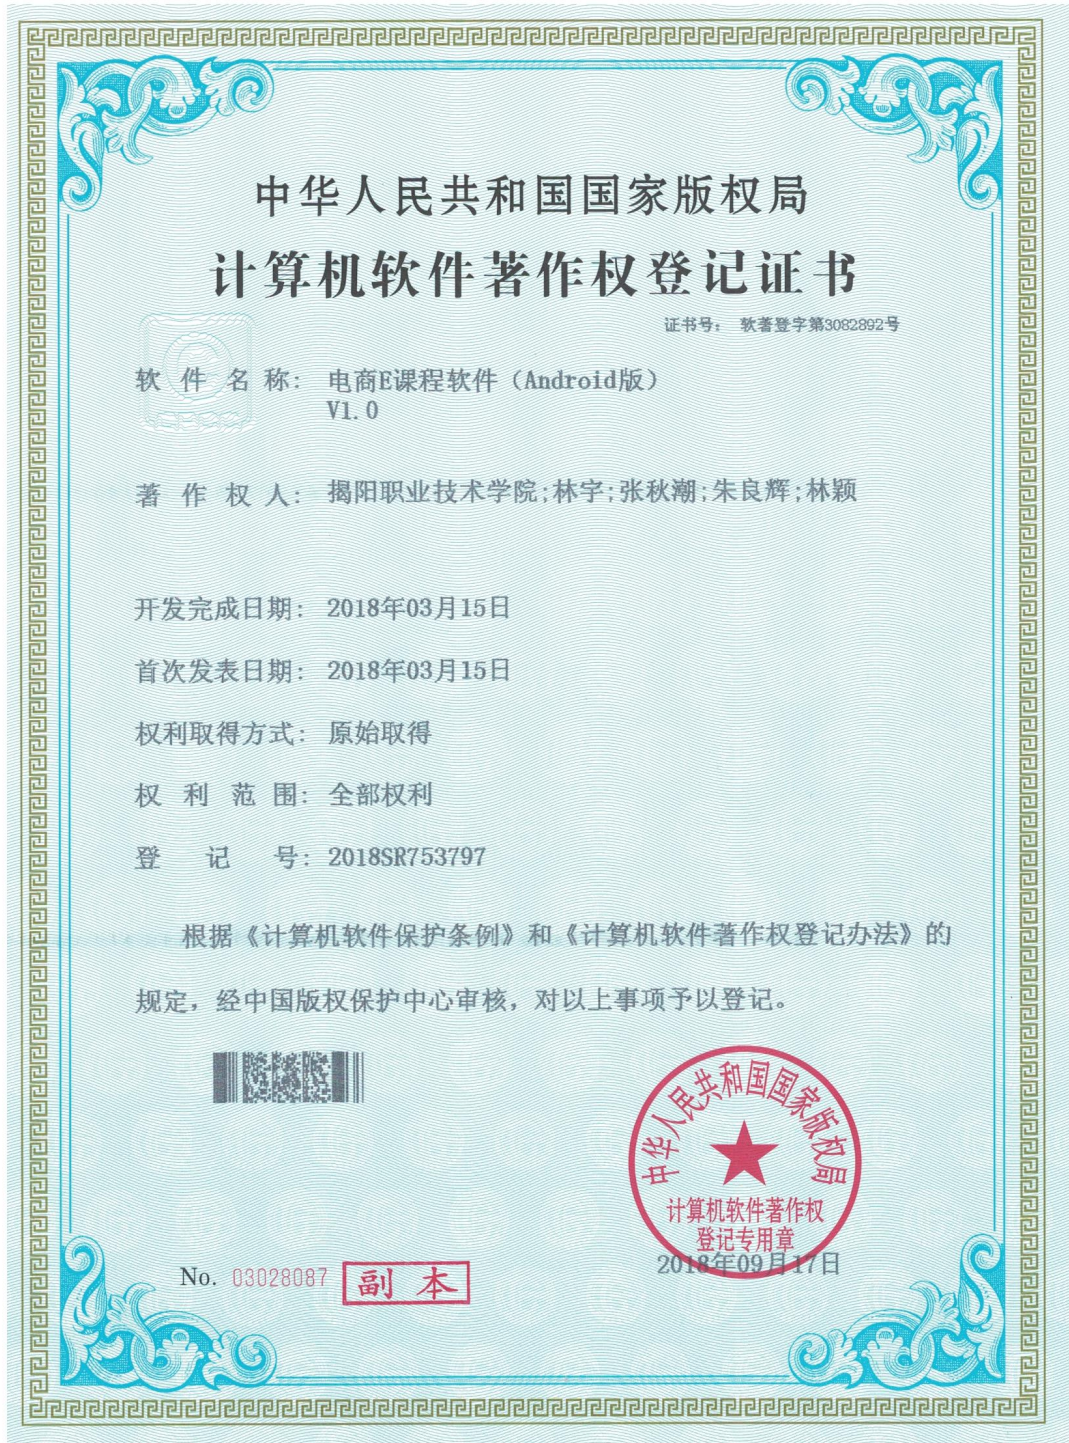 中华人民共和国国家版权局
计算机软件著作权登记证书
证书号： 软著登字第3082892号
软件名称： 电商E课程软件（Android版）
V1.0
著作权人： 揭阳职业技术学院;林宇;张秋潮;朱良辉;林颖
开发完成日期： 2018年03月15日
首次发表日期： 2018年03月15日
权利取得方式： 原始取得
权利范围： 全部权利
登记号： 2018SR753797
根据《计算机软件保护条例》和《计算机软件著作权登记办法》的
规定，经中国版权保护中心审核，对以上事项予以登记。
中华人民共和国国家版权局
计算机软件著作权
登记专用章
2018年09月17日
No. 03028087 副本